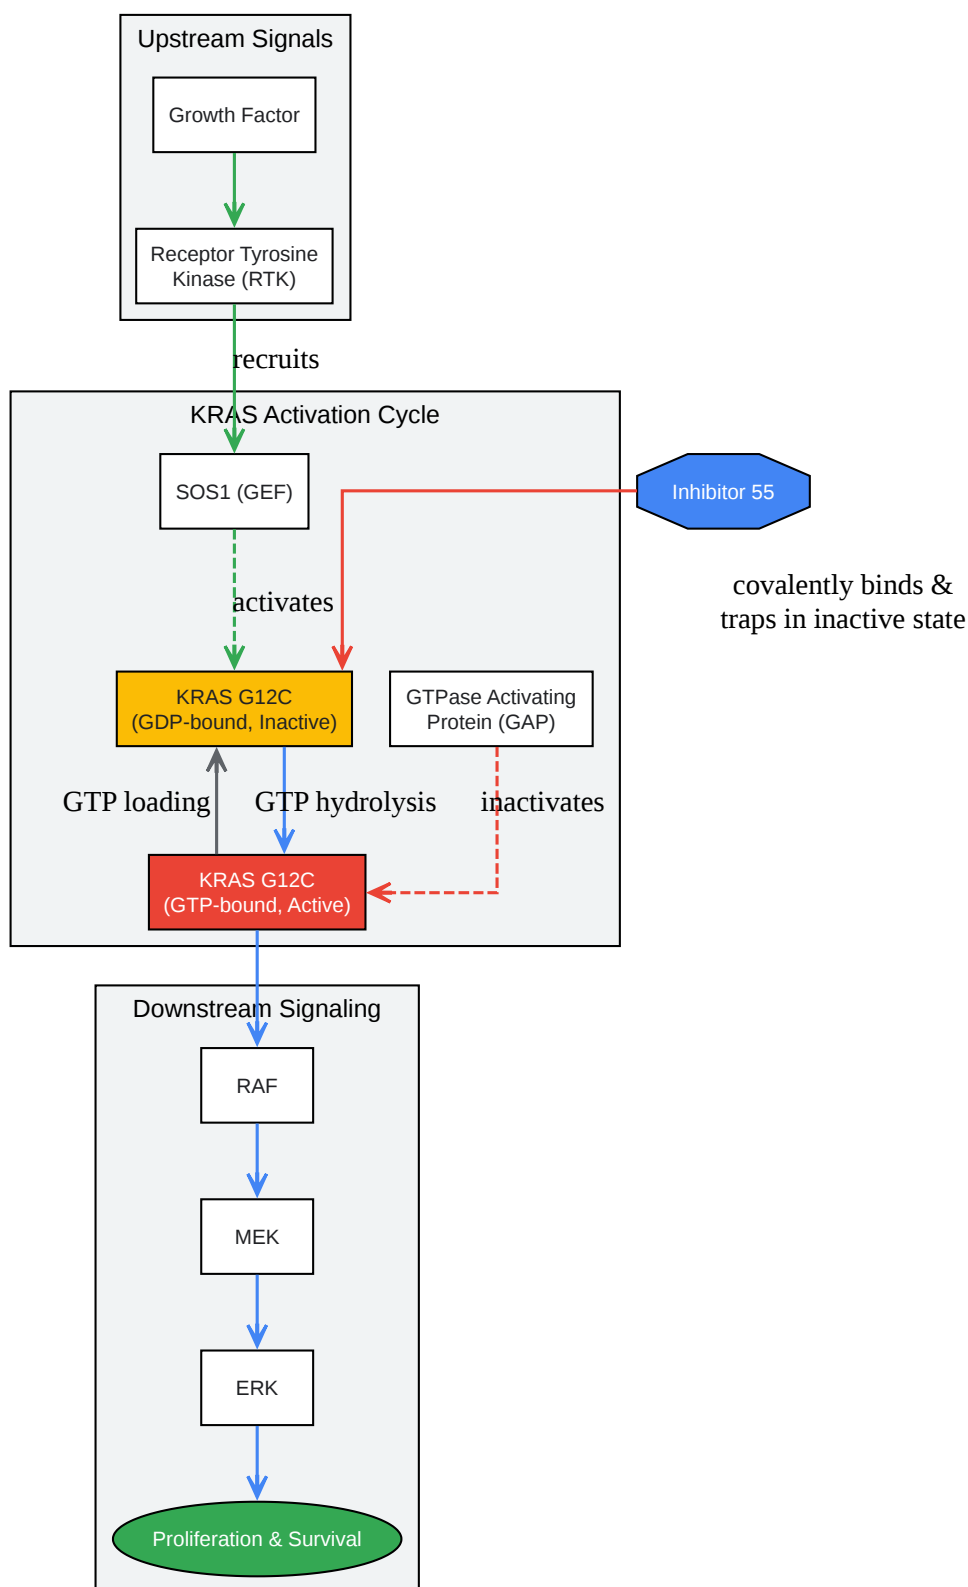 Upstream Signals
Growth Factor
Receptor Tyrosine
Kinase (RTK)
recruits
KRAS Activation Cycle
SOS1 (GEF)
Inhibitor 55
covalently binds &
traps in inactive state
activates
KRAS G12C
(GDP-bound, Inactive)
GTPase Activating
Protein (GAP)
GTP loading
GTP hydrolysis
inactivates
KRAS G12C
(GTP-bound, Active)
Downstream Signaling
RAF
MEK
ERK
Proliferation & Survival